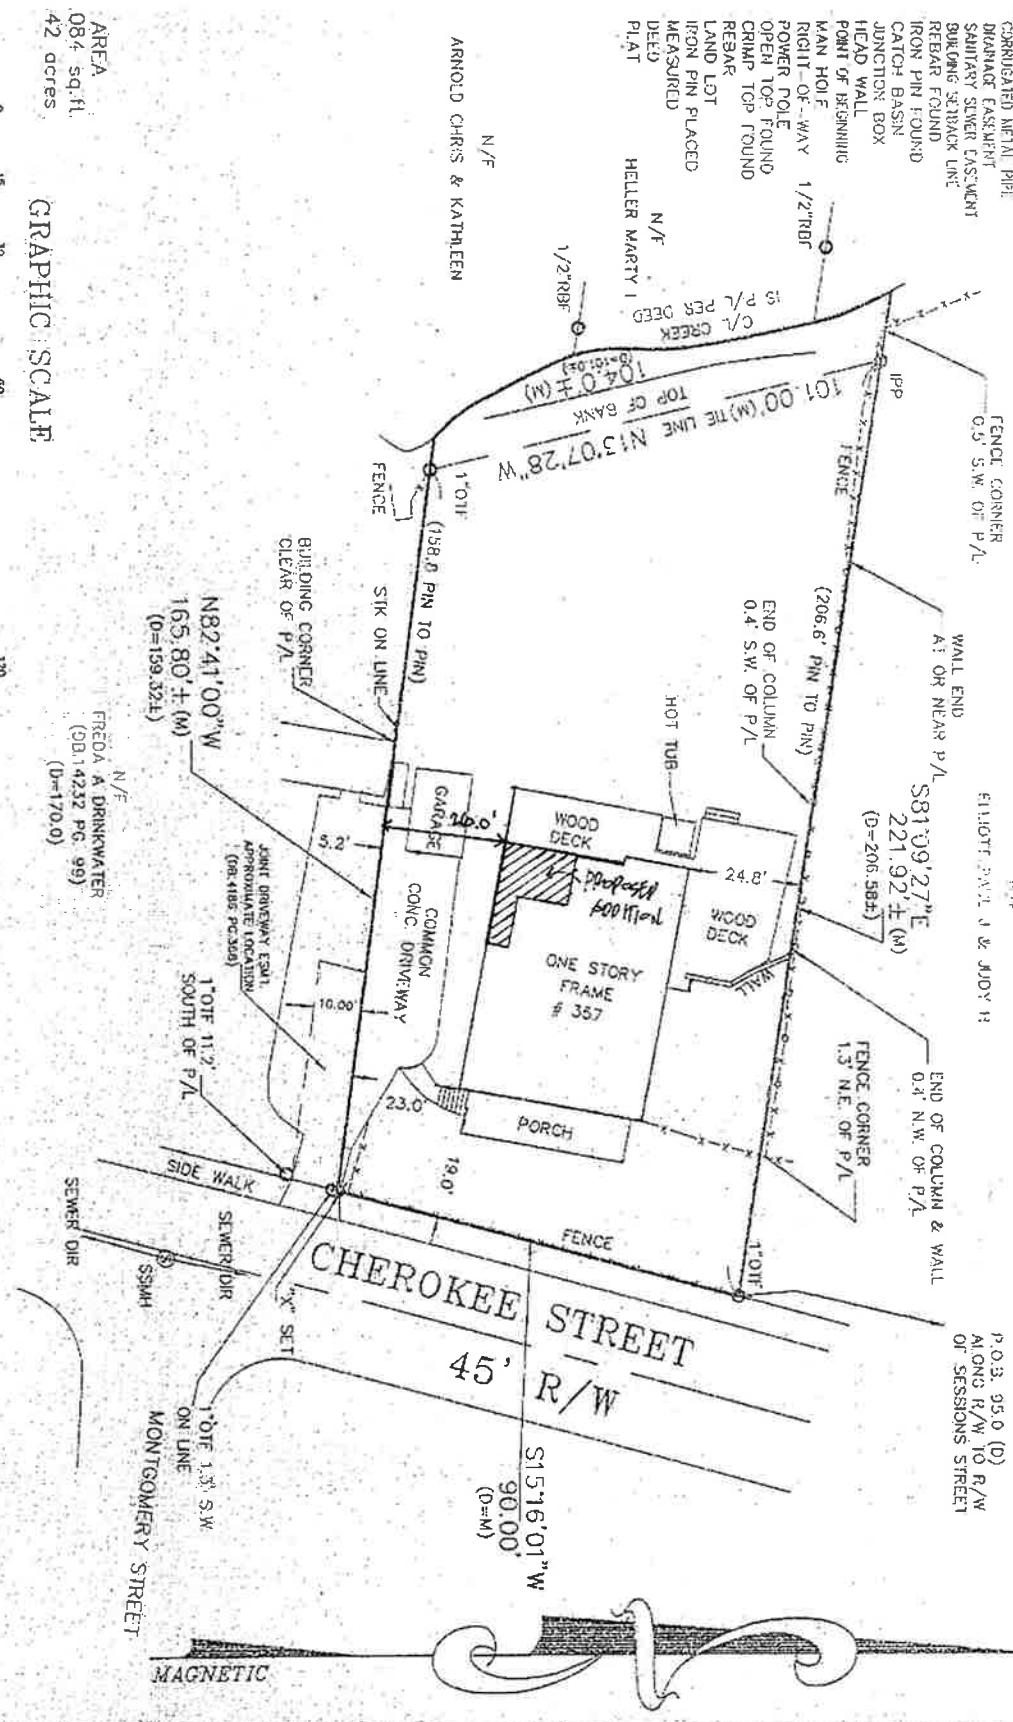 CORRUGATED METAL PIPE
DRAINAGE EASEMENT
SANITARY SEWER EASEMENT
BUILDING SETBACK LINE
REBAR FOUND
IRON PIN FOUND
CATCH BASIN
JUNCTION BOX
HEAD WALL
POINT OF BEGINNING
MAN HOLE
RIGHT-OF-WAY
POWER POLE
OPEN TOP FOUND
CRIMP TOP FOUND
REBAR
LAND LOT
IRON PIN PLACED
MEASURED
DEED
PLAT
1/2"RBF
N/F
HELLER MARTY I
1/2"RBF
N/F
ARNOLD CHRIS & KATHLEEN
C/L CREEK
IS P/L PER DEED
104.0'± (M)
(D=101.0±)
TOP OF BANK
101.00'(M) TIE LINE N13°07'28"W
IPP
FENCE
FENCE CORNER
0.5' S.W. OF P/L
WALL END
AT OR NEAR P/L
(206.6' PIN TO PIN)
END OF COLUMN
0.4' S.W. OF P/L
S81°09'27"E
221.92'± (M)
(D=206.58±)
ELLIOTT PAUL J & JUDY H
END OF COLUMN & WALL
0.4' N.W. OF P/L
FENCE CORNER
1.3' N.E. OF P/L
P.O.B. 95.0 (D)
ALONG R/W TO R/W
OF SESSIONS STREET
1"OTF
1"OTF
FENCE
(158.8 PIN TO PIN)
STK ON LINE
BUILDING CORNER
CLEAR OF P/L
N82°41'00"W
165.80'± (M)
(D=159.32±)
HOT TUB
WOOD
DECK
24.8'
WOOD
DECK
WALL
GARAGE
26.0'
PROPOSED
ADDITION
ONE STORY
FRAME
# 357
PORCH
5.2'
COMMON
CONC. DRIVEWAY
10.00'
23.0'
19.0'
JOINT DRIVEWAY ESMT.
APPROXIMATE LOCATION
(DB.4186 PG.368)
N/F
FREDA A DRINKWATER
(DB.14232 PG. 99)
(D=170.0)
1"OTF 11.2'
SOUTH OF P/L
SIDE WALK
FENCE
CHEROKEE STREET
45' R/W
S15°16'01"W
90.00'
(D=M)
SEWER DIR
SSMH
SEWER DIR
"X" SET
1"OTF 1.3' S.W.
ON LINE
MONTGOMERY STREET
AREA
084 sq.ft.
42 acres
GRAPHIC SCALE
MAGNETIC